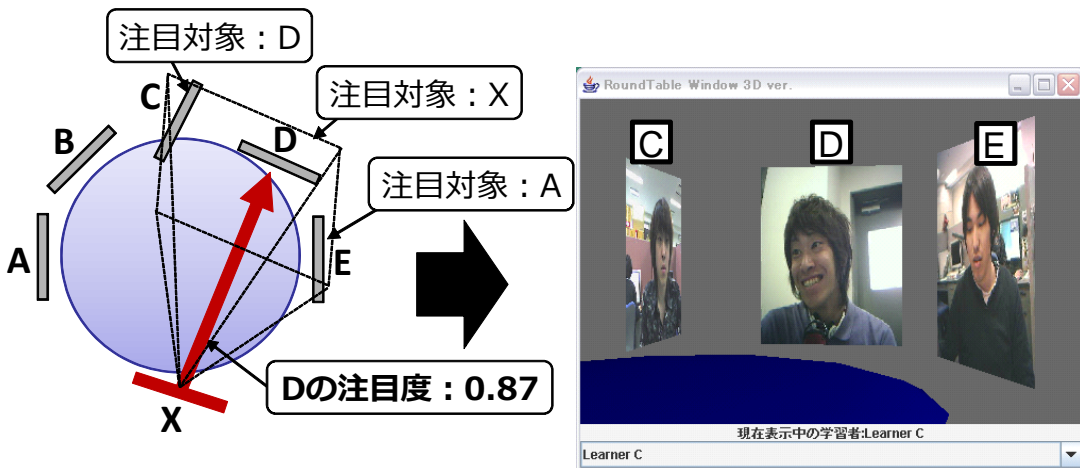 注目対象：D
C
注目対象：X
B
D
注目対象：A
A
E
Dの注目度：0.87
X
RoundTable Window 3D ver.
C
D
E
現在表示中の学習者:Learner C
Learner C